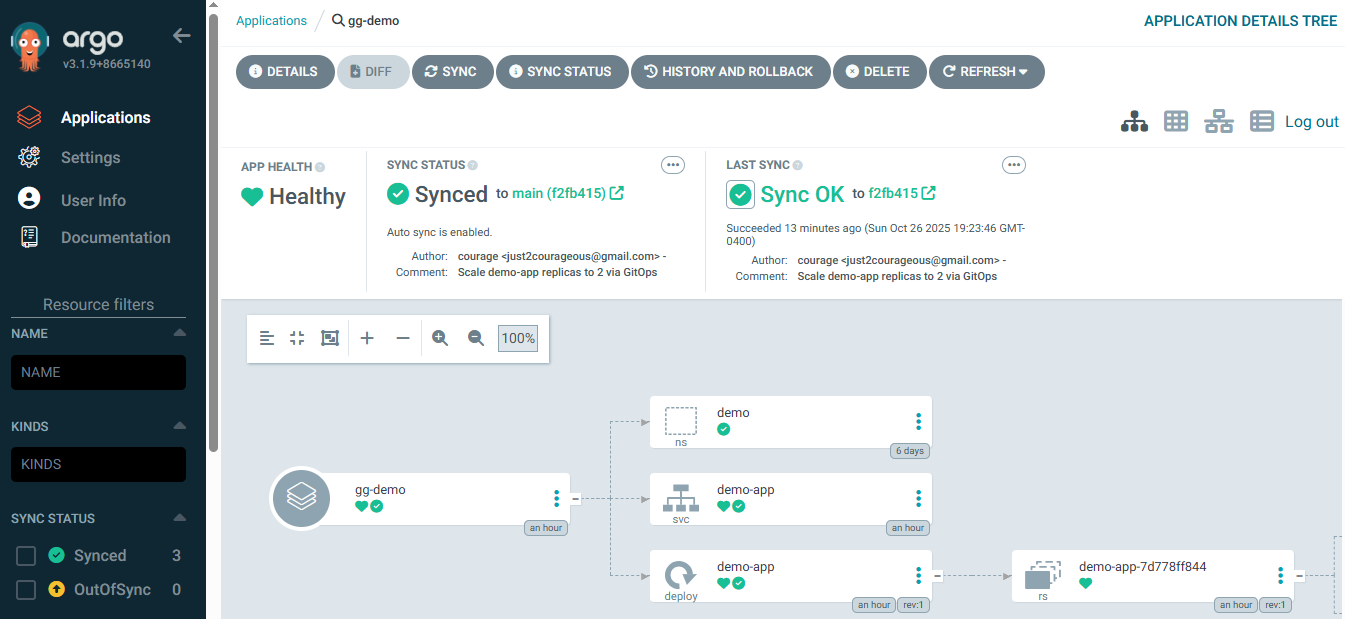 argo
v3.1.9+8665140
Applications
Settings
User Info
Documentation
Resource filters
NAME
NAME
KINDS
KINDS
SYNC STATUS
Synced 3
OutOfSync 0
Applications / gg-demo
APPLICATION DETAILS TREE
DETAILS DIFF SYNC SYNC STATUS HISTORY AND ROLLBACK DELETE REFRESH
Log out
APP HEALTH
Healthy
SYNC STATUS
Synced to main (f2fb415)
Auto sync is enabled.
Author: courage <just2courageous@gmail.com> -
Comment: Scale demo-app replicas to 2 via GitOps
LAST SYNC
Sync OK to f2fb415
Succeeded 13 minutes ago (Sun Oct 26 2025 19:23:46 GMT-
0400)
Author: courage <just2courageous@gmail.com> -
Comment: Scale demo-app replicas to 2 via GitOps
100%
gg-demo
an hour
demo
ns
6 days
demo-app
svc
an hour
demo-app
deploy
an hour rev:1
demo-app-7d778ff844
rs
an hour rev:1